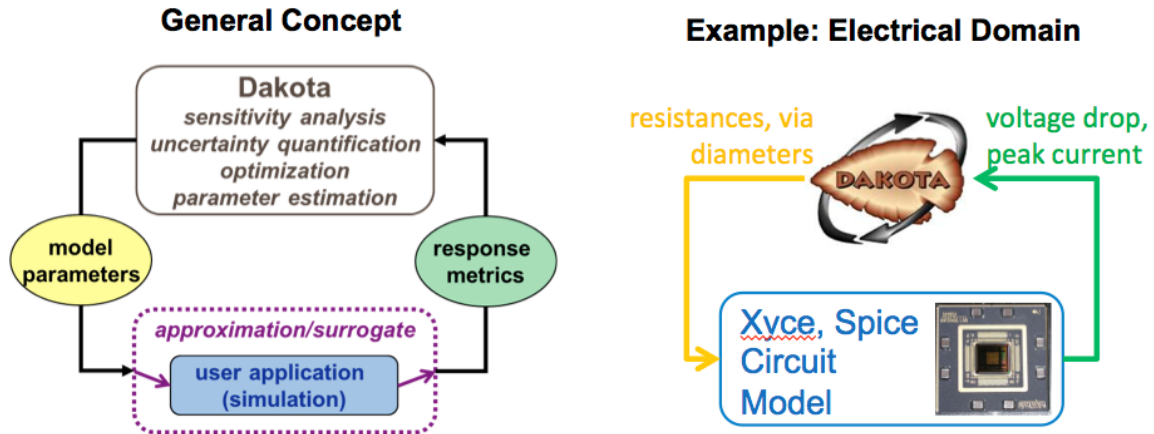 General Concept
Dakota
sensitivity analysis
uncertainty quantification
optimization
parameter estimation
model
parameters
response
metrics
approximation/surrogate
user application
(simulation)
Example: Electrical Domain
resistances, via
diameters
DAKOTA
voltage drop,
peak current
Xyce, Spice
Circuit
Model